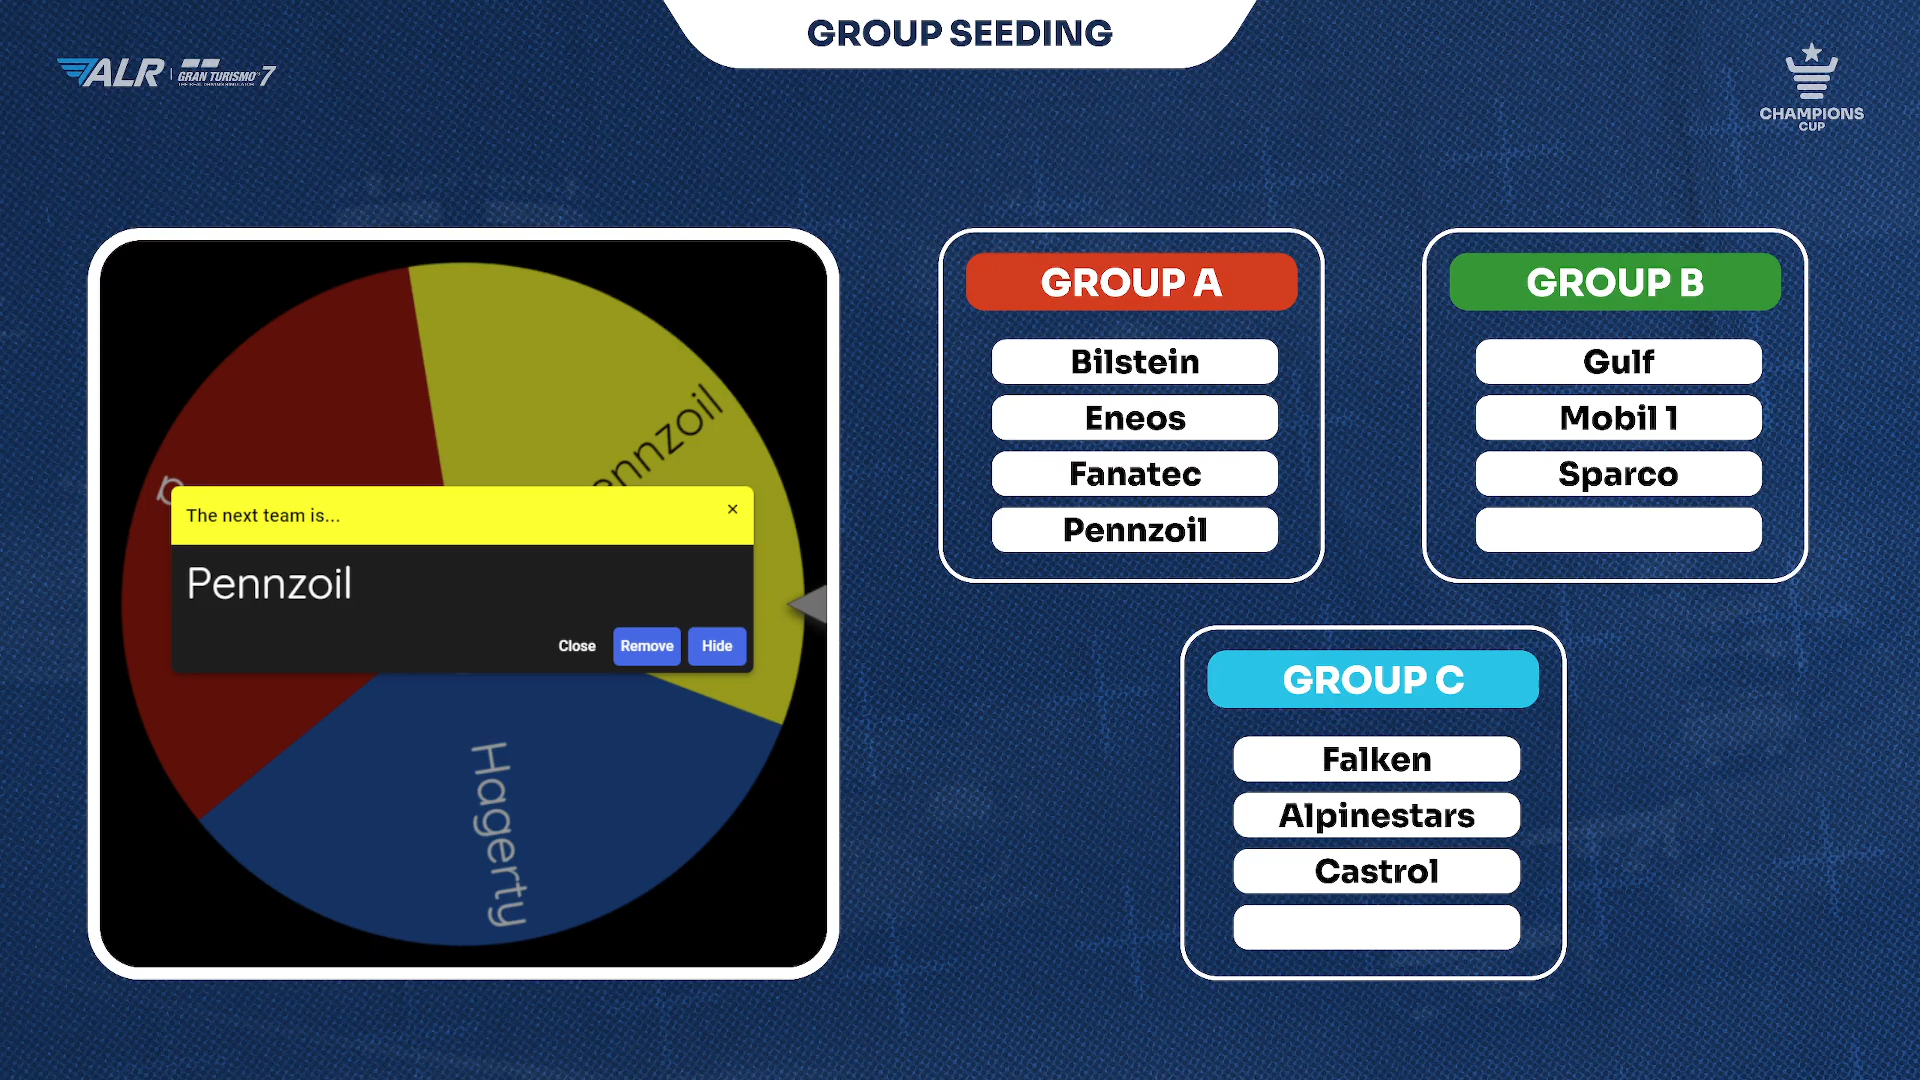 GROUP SEEDING
ALR
GRAN TURISMO 7
CHAMPIONS
CUP
ennzoil
The next team is...
×
Pennzoil
Close
Remove
Hide
Hagerty
GROUP A
Bilstein
Eneos
Fanatec
Pennzoil
GROUP B
Gulf
Mobil 1
Sparco
GROUP C
Falken
Alpinestars
Castrol